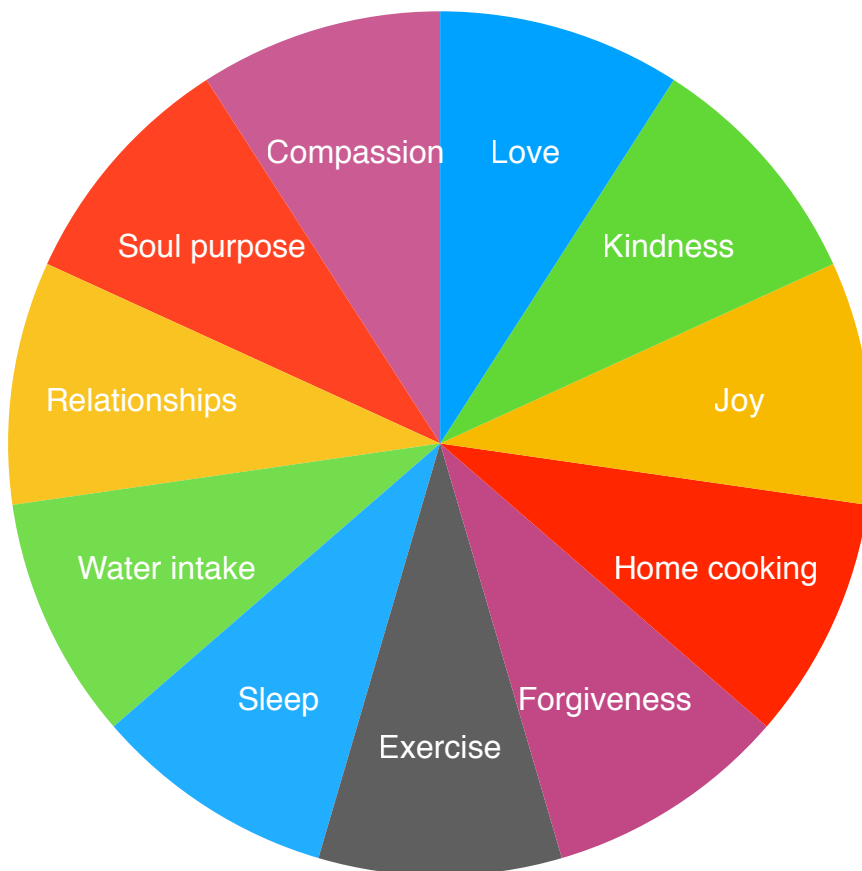 Compassion
Love
Soul purpose
Kindness
Relationships
Joy
Water intake
Home cooking
Sleep
Forgiveness
Exercise